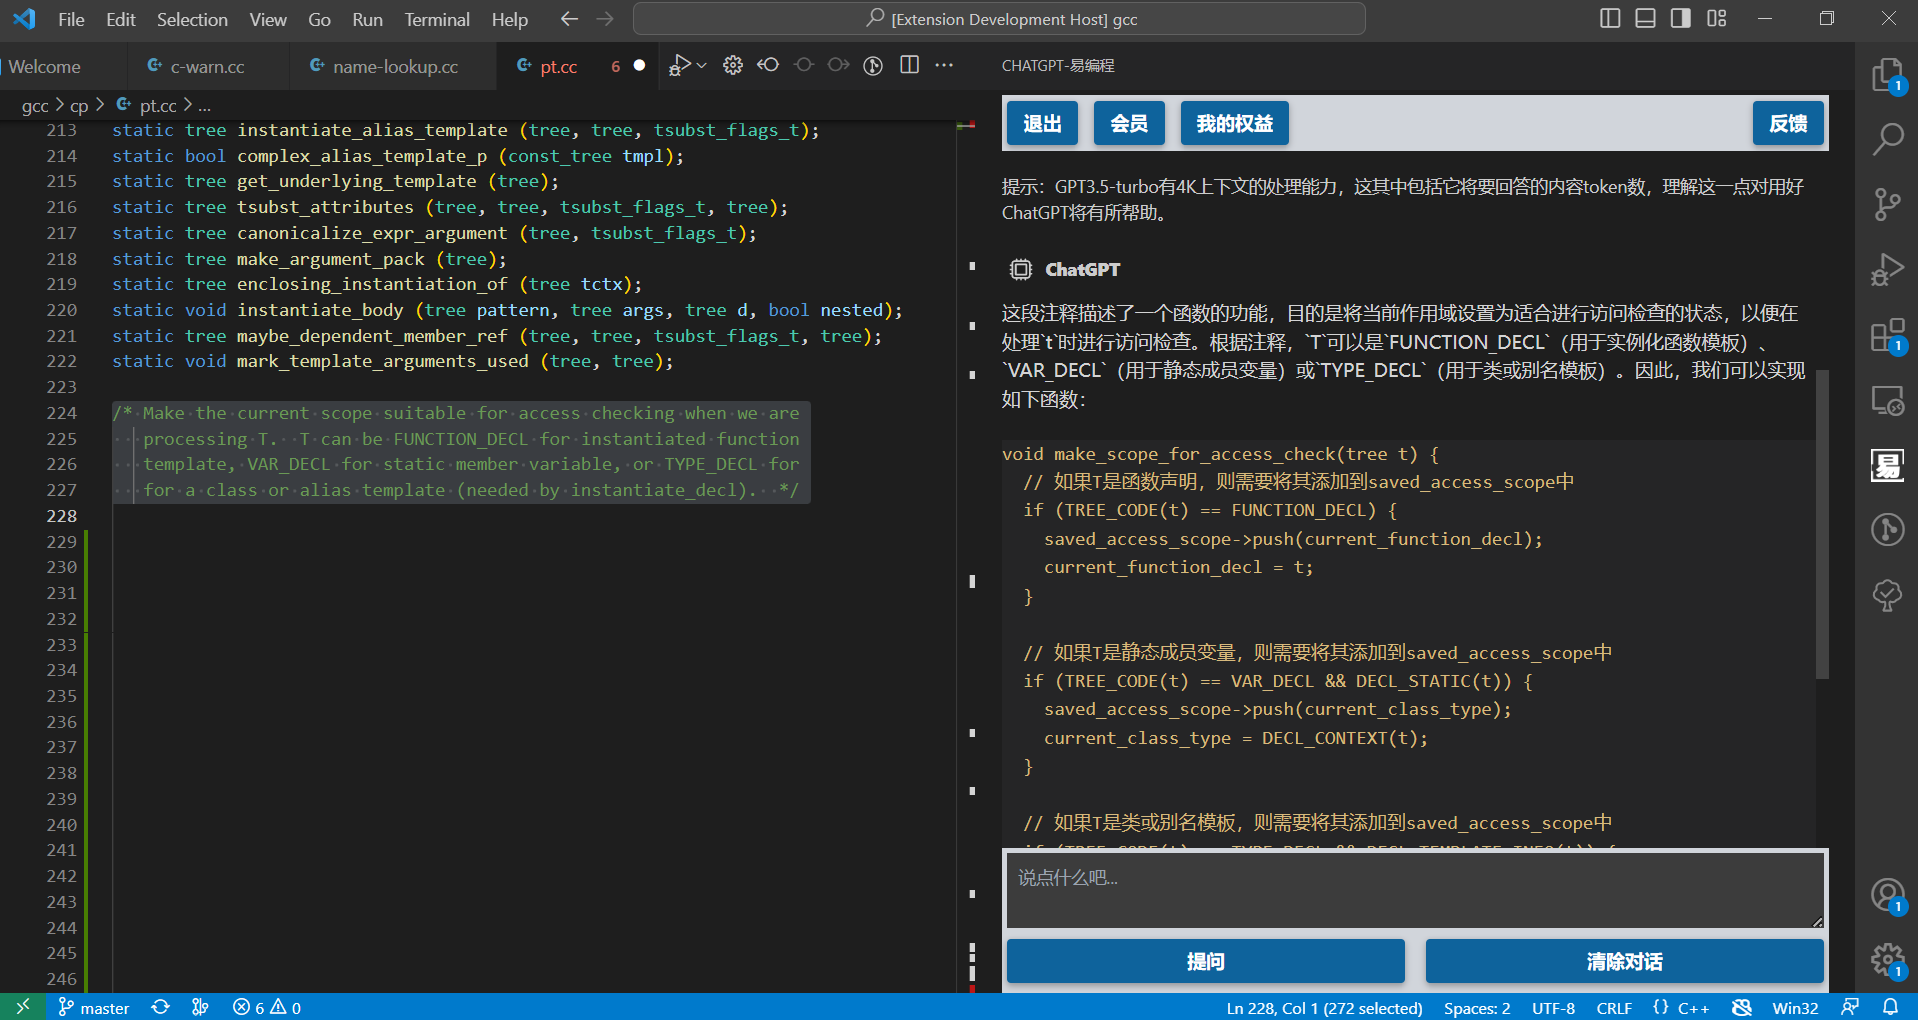 File Edit Selection View Go Run Terminal Help [Extension Development Host] gcc
Welcome c-warn.cc name-lookup.cc pt.cc 6
gcc > cp > pt.cc > ...
213 static tree instantiate_alias_template (tree, tree, tsubst_flags_t);
214 static bool complex_alias_template_p (const_tree tmpl);
215 static tree get_underlying_template (tree);
216 static tree tsubst_attributes (tree, tree, tsubst_flags_t, tree);
217 static tree canonicalize_expr_argument (tree, tsubst_flags_t);
218 static tree make_argument_pack (tree);
219 static tree enclosing_instantiation_of (tree tctx);
220 static void instantiate_body (tree pattern, tree args, tree d, bool nested);
221 static tree maybe_dependent_member_ref (tree, tree, tsubst_flags_t, tree);
222 static void mark_template_arguments_used (tree, tree);
223
224 /* Make the current scope suitable for access checking when we are
225 processing T.  T can be FUNCTION_DECL for instantiated function
226 template, VAR_DECL for static member variable, or TYPE_DECL for
227 for a class or alias template (needed by instantiate_decl).  */
228
229
230
231
232
233
234
235
236
237
238
239
240
241
242
243
244
245
246
CHATGPT-易编程
退出 会员 我的权益 反馈
提示：GPT3.5-turbo有4K上下文的处理能力，这其中包括它将要回答的内容token数，理解这一点对用好
ChatGPT将有所帮助。
ChatGPT
这段注释描述了一个函数的功能，目的是将当前作用域设置为适合进行访问检查的状态，以便在
处理`t`时进行访问检查。根据注释，`T`可以是`FUNCTION_DECL`（用于实例化函数模板）、
`VAR_DECL`（用于静态成员变量）或`TYPE_DECL`（用于类或别名模板）。因此，我们可以实现
如下函数：
void make_scope_for_access_check(tree t) {
// 如果T是函数声明，则需要将其添加到saved_access_scope中
if (TREE_CODE(t) == FUNCTION_DECL) {
saved_access_scope->push(current_function_decl);
current_function_decl = t;
}
// 如果T是静态成员变量，则需要将其添加到saved_access_scope中
if (TREE_CODE(t) == VAR_DECL && DECL_STATIC(t)) {
saved_access_scope->push(current_class_type);
current_class_type = DECL_CONTEXT(t);
}
// 如果T是类或别名模板，则需要将其添加到saved_access_scope中
说点什么吧...
提问 清除对话
1
1
易
1
1
master 6 0 Ln 228, Col 1 (272 selected) Spaces: 2 UTF-8 CRLF {} C++ Win32